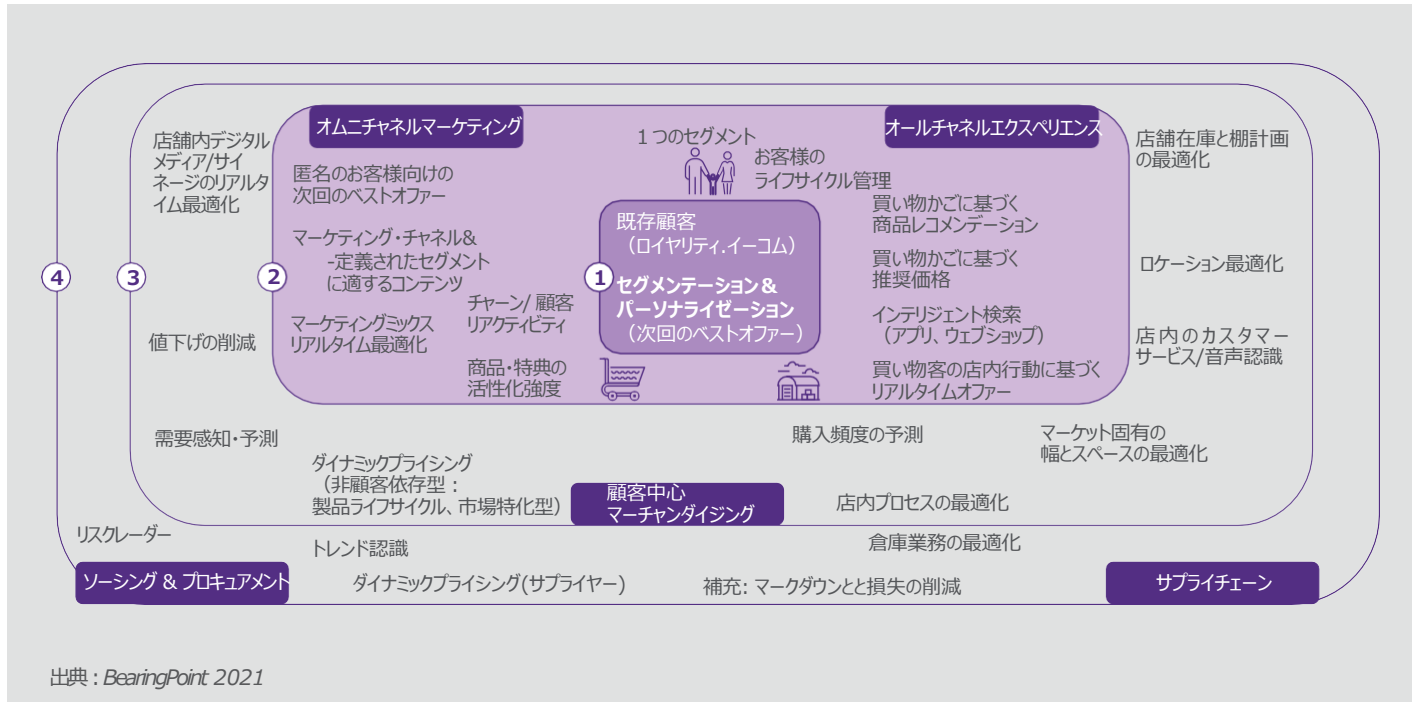 オムニチャネルマーケティング
オールチャネルエクスペリエンス
店舗内デジタル
メディア/サイ
ネージのリアルタ
イム最適化
匿名のお客様向けの
次回のベストオファー
1つのセグメント
お客様の
ライフサイクル管理
店舗在庫と棚計画
の最適化
買い物かごに基づく
商品レコメンデーション
既存顧客
(ロイヤリティ.イーコム)
マーケティング・チャネル&
-定義されたセグメント
に適するコンテンツ
買い物かごに基づく
推奨価格
ロケーション最適化
4
3
2
1
セグメンテーション&
パーソナライゼーション
(次回のベストオファー)
チャーン/ 顧客
リアクティビティ
マーケティングミックス
リアルタイム最適化
インテリジェント検索
(アプリ、ウェブショップ)
値下げの削減
店内のカスタマー
サービス/音声認識
商品・特典の
活性化強度
買い物客の店内行動に基づく
リアルタイムオファー
需要感知・予測
購入頻度の予測
マーケット固有の
幅とスペースの最適化
ダイナミックプライシング
(非顧客依存型:
製品ライフサイクル、市場特化型)
顧客中心
マーチャンダイジング
店内プロセスの最適化
リスクレーダー
トレンド認識
倉庫業務の最適化
ソーシング & プロキュアメント
ダイナミックプライシング(サプライヤー)
補充: マークダウンとと損失の削減
サプライチェーン
出典 : BearingPoint 2021